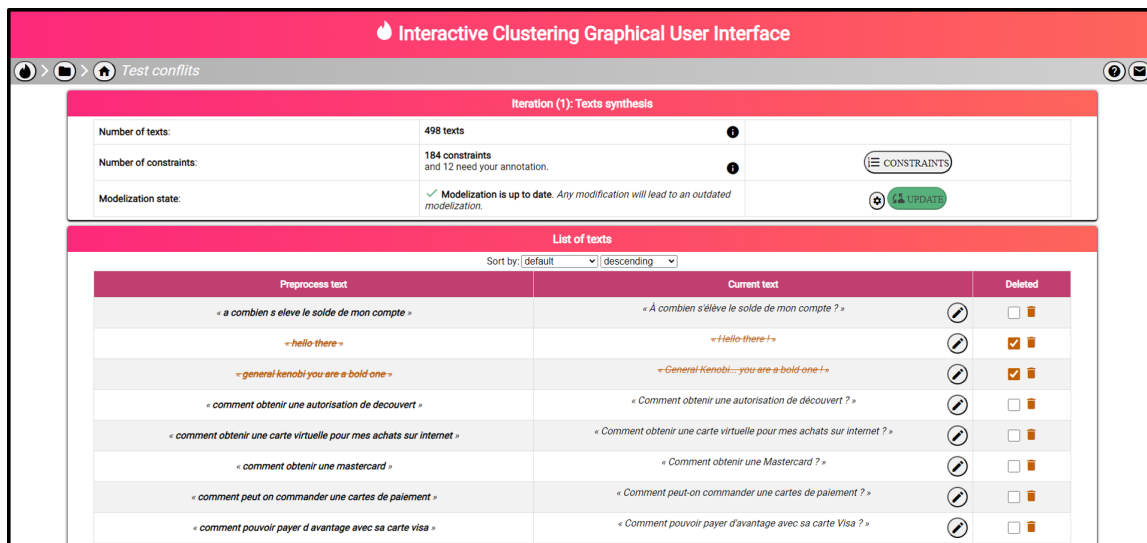 Interactive Clustering Graphical User Interface
Test conflits
Iteration (1): Texts synthesis
Number of texts: 498 texts
Number of constraints: 184 constraints
and 12 need your annotation.
CONSTRAINTS
Modelization state: Modelization is up to date. Any modification will lead to an outdated
modelization.
UPDATE
List of texts
Sort by: default descending
Preprocess text Current text Deleted
« a combien s eleve le solde de mon compte » « À combien s'élève le solde de mon compte ? »
« hello there » « Hello there ! »
« general kenobi you are a bold one » « General Kenobi... you are a bold one ! »
« comment obtenir une autorisation de decouvert » « Comment obtenir une autorisation de découvert ? »
« comment obtenir une carte virtuelle pour mes achats sur internet » « Comment obtenir une carte virtuelle pour mes achats sur internet ? »
« comment obtenir une mastercard » « Comment obtenir une Mastercard ? »
« comment peut on commander une cartes de paiement » « Comment peut-on commander une cartes de paiement ? »
« comment pouvoir payer d avantage avec sa carte visa » « Comment pouvoir payer d'avantage avec sa carte Visa ? »